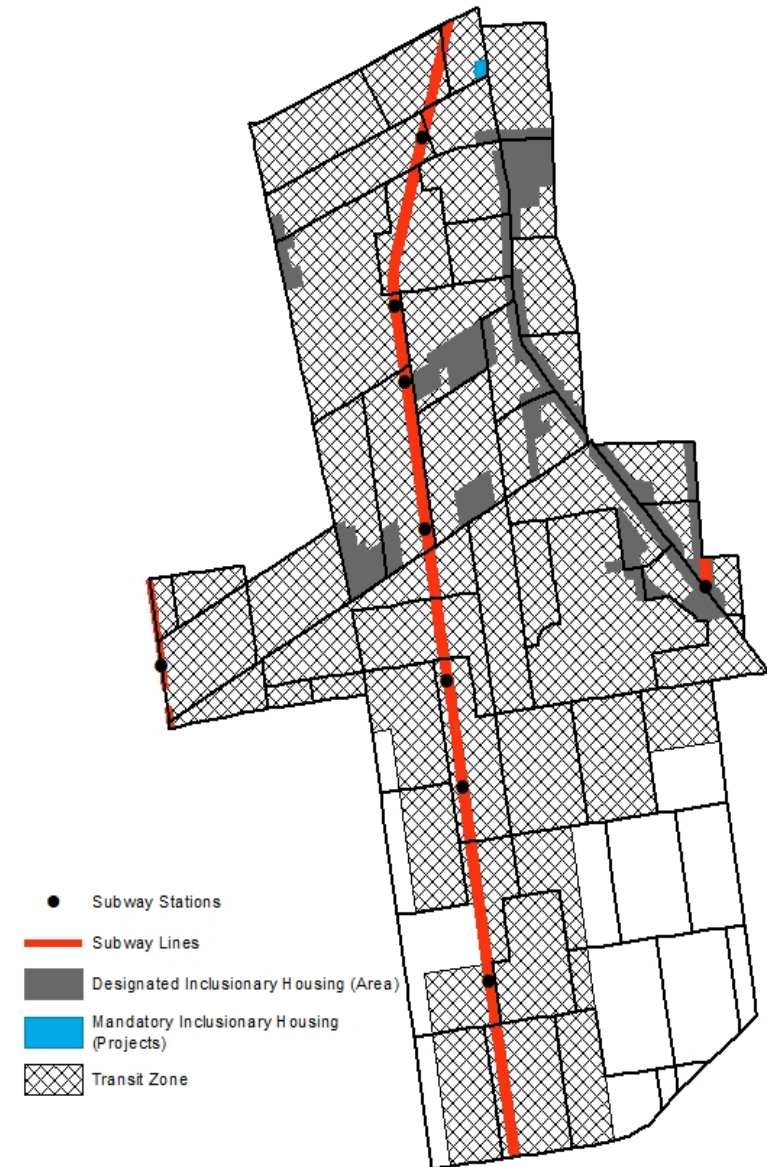 Subway Stations
Subway Lines
Designated Inclusionary Housing (Area)
Mandatory Inclusionary Housing
(Projects)
Transit Zone